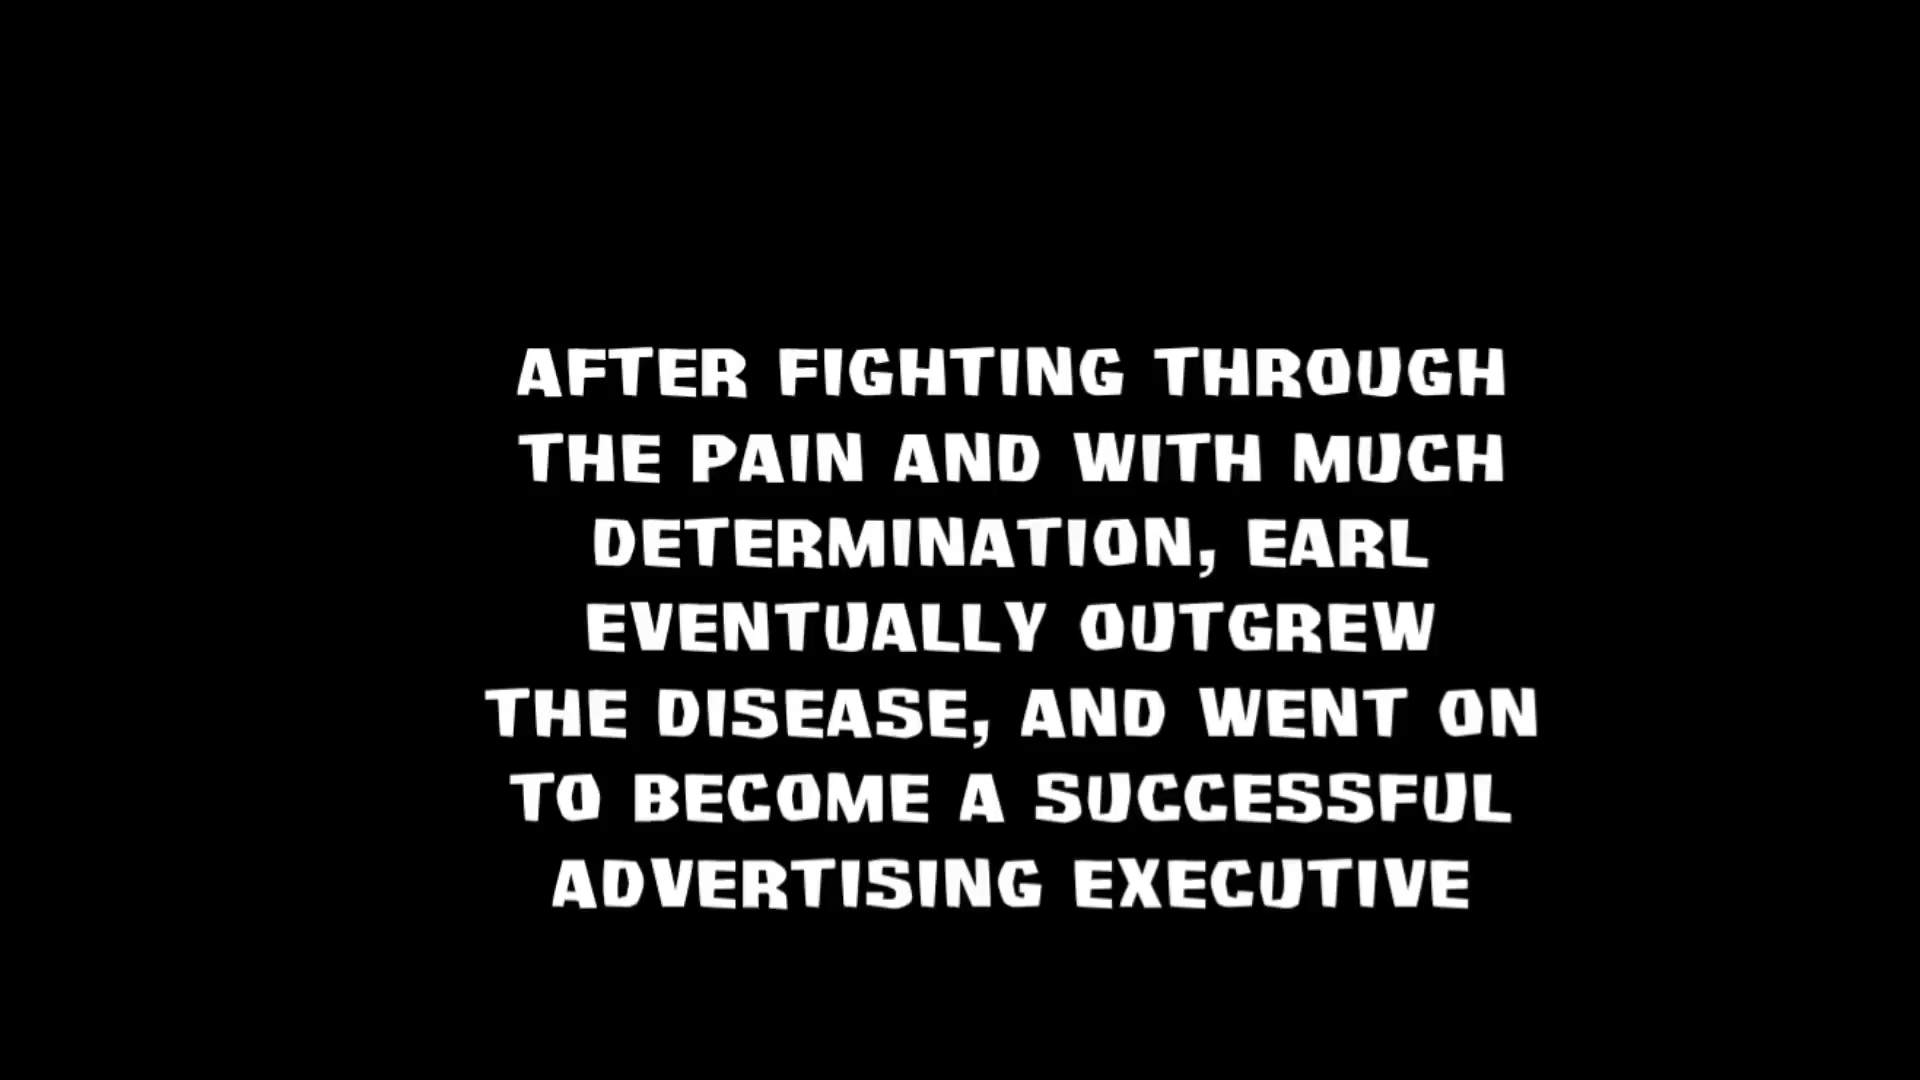 AFTER FIGHTING THROUGH
THE PAIN AND WITH MUCH
DETERMINATION, EARL
EVENTUALLY OUTGREW
THE DISEASE, AND WENT ON
TO BECOME A SUCCESSFUL
ADVERTISING EXECUTIVE